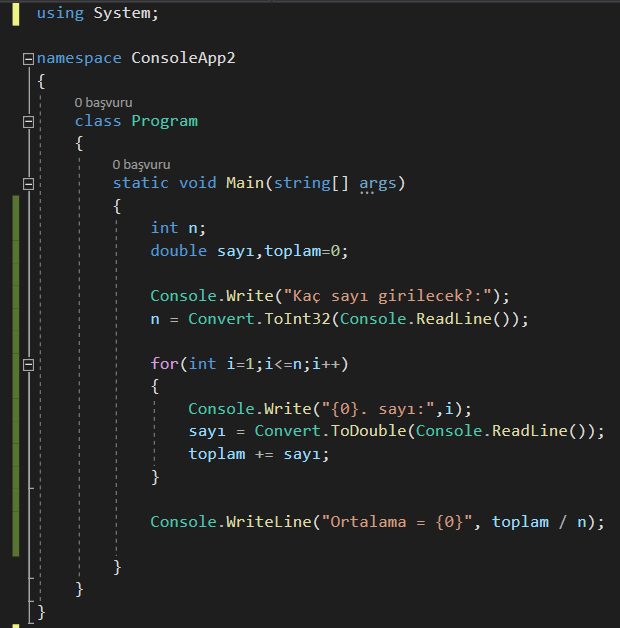 using System;
namespace ConsoleApp2
{
0 başvuru
class Program
{
0 başvuru
static void Main(string[] args)
{
int n;
double sayı,toplam=0;
Console.Write("Kaç sayı girilecek?:");
n = Convert.ToInt32(Console.ReadLine());
for(int i=1;i<=n;i++)
{
Console.Write("{0}. sayı:",i);
sayı = Convert.ToDouble(Console.ReadLine());
toplam += sayı;
}
Console.WriteLine("Ortalama = {0}", toplam / n);
}
}
}